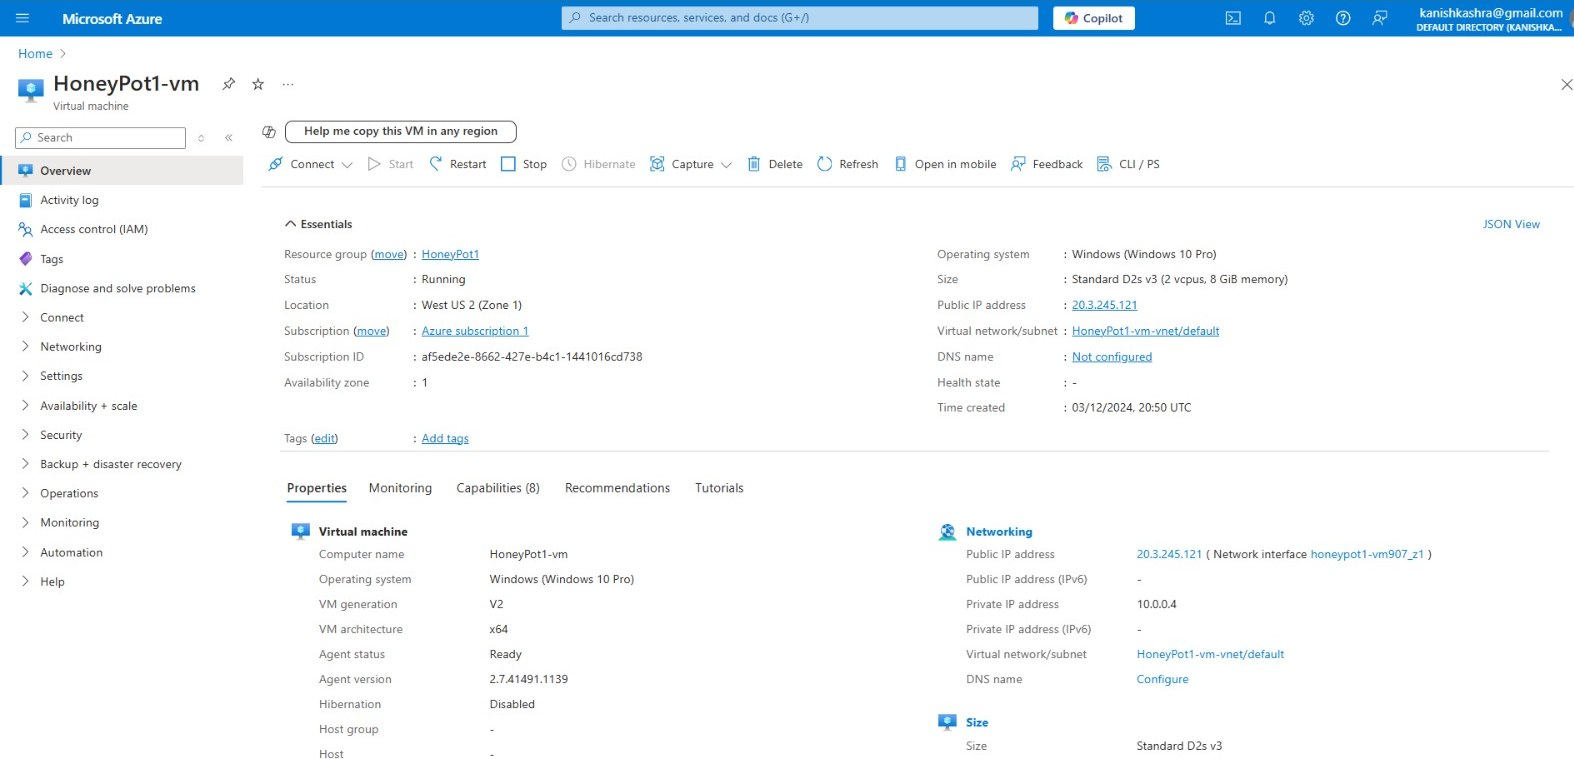 Microsoft Azure
Search resources, services, and docs (G+/)
Copilot
kanishkashra@gmail.com
DEFAULT DIRECTORY (KANISHKA...
Home
HoneyPot1-vm
Virtual machine
Search
Help me copy this VM in any region
Connect Start Restart Stop Hibernate Capture Delete Refresh Open in mobile Feedback CLI / PS
Overview
Activity log
Access control (IAM)
Tags
Diagnose and solve problems
Connect
Networking
Settings
Availability + scale
Security
Backup + disaster recovery
Operations
Monitoring
Automation
Help
Essentials
JSON View
Resource group (move) : HoneyPot1
Status : Running
Location : West US 2 (Zone 1)
Subscription (move) : Azure subscription 1
Subscription ID : af5ede2e-8662-427e-b4c1-1441016cd738
Availability zone : 1
Operating system : Windows (Windows 10 Pro)
Size : Standard D2s v3 (2 vcpus, 8 GiB memory)
Public IP address : 20.3.245.121
Virtual network/subnet : HoneyPot1-vm-vnet/default
DNS name : Not configured
Health state : -
Time created : 03/12/2024, 20:50 UTC
Tags (edit) : Add tags
Properties Monitoring Capabilities (8) Recommendations Tutorials
Virtual machine
Computer name HoneyPot1-vm
Operating system Windows (Windows 10 Pro)
VM generation V2
VM architecture x64
Agent status Ready
Agent version 2.7.41491.1139
Hibernation Disabled
Host group -
Host -
Networking
Public IP address 20.3.245.121 ( Network interface honeypot1-vm907_z1 )
Public IP address (IPv6) -
Private IP address 10.0.0.4
Private IP address (IPv6) -
Virtual network/subnet HoneyPot1-vm-vnet/default
DNS name Configure
Size
Size Standard D2s v3